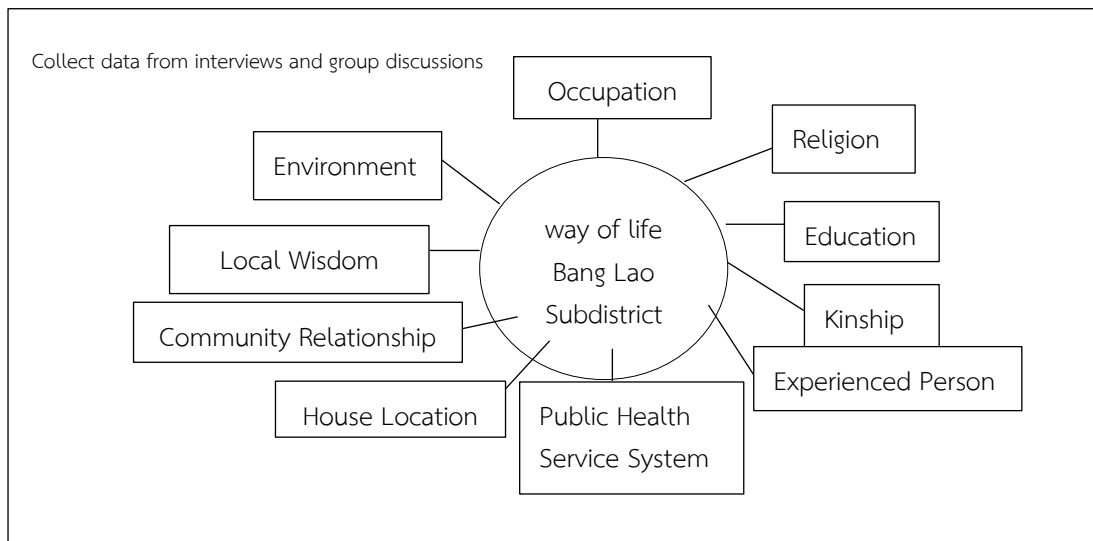 Collect data from interviews and group discussions
Occupation
Religion
Environment
Education
way of life
Bang Lao
Subdistrict
Local Wisdom
Kinship
Community Relationship
Experienced Person
House Location
Public Health
Service System